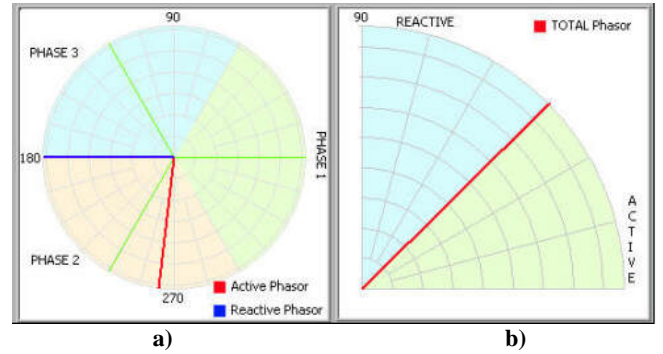 90
PHASE 3
180
PHASE 1
PHASE 2
270
Active Phasor
Reactive Phasor
a)
90
REACTIVE
TOTAL Phasor
ACTIVE
b)